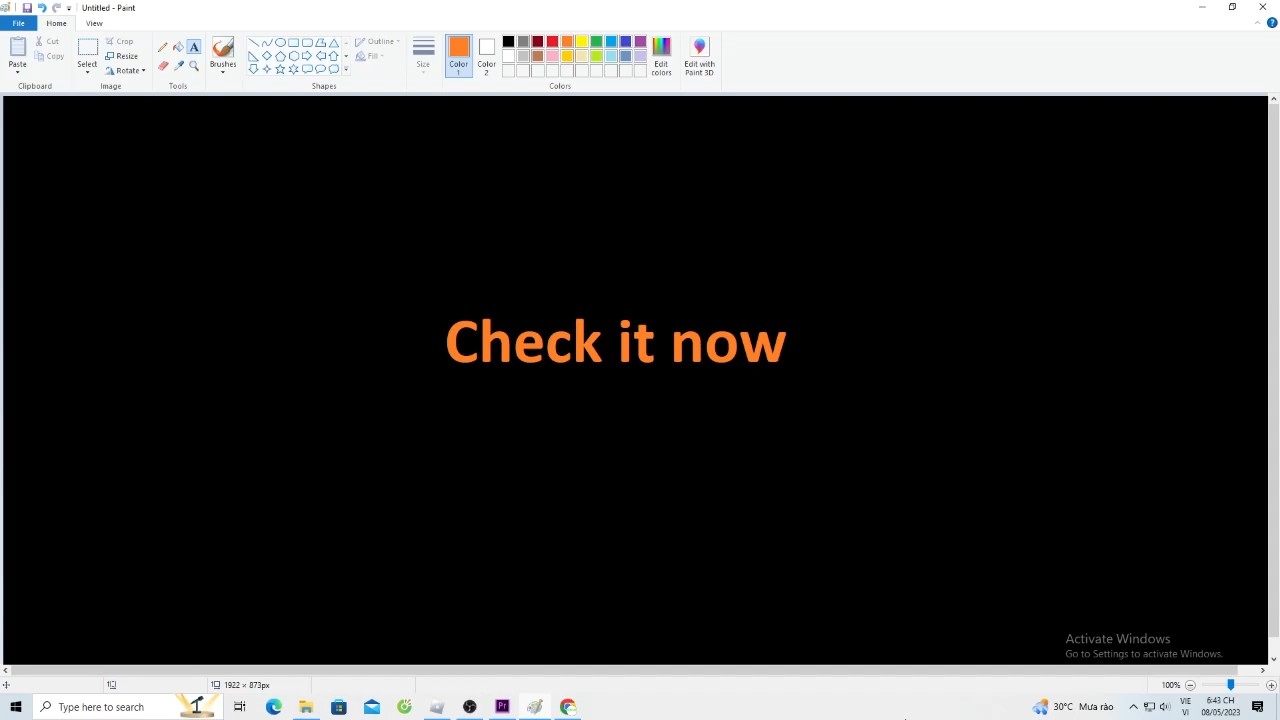 Untitled - Paint
File Home View
Paste
Cut
Copy
Clipboard
Select
Crop
Resize
Rotate
Image
A
Tools
Brushes
Shapes
Outline
Fill
Size
Color 1
Color 2
Colors
Edit colors
Edit with Paint 3D
Check it now
Activate Windows
Go to Settings to activate Windows.
1922 × 873px
100%
Type here to search
Pr
30°C Mưa rào
VIE
VI
6:43 CH
08/05/2023